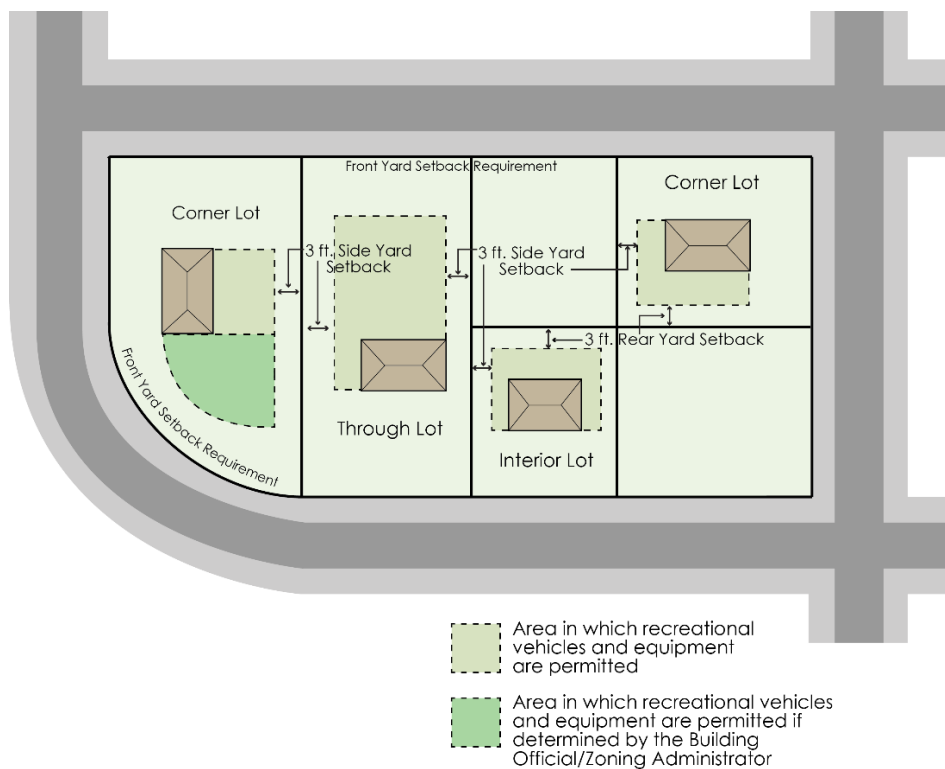 Front Yard Setback Requirement
Corner Lot
Corner Lot
3 ft. Side Yard
Setback
3 ft. Side Yard
Setback
3 ft. Rear Yard Setback
Front Yard Setback Requirement
Through Lot
Interior Lot
Area in which recreational
vehicles and equipment
are permitted
Area in which recreational vehicles
and equipment are permitted if
determined by the Building
Official/Zoning Administrator